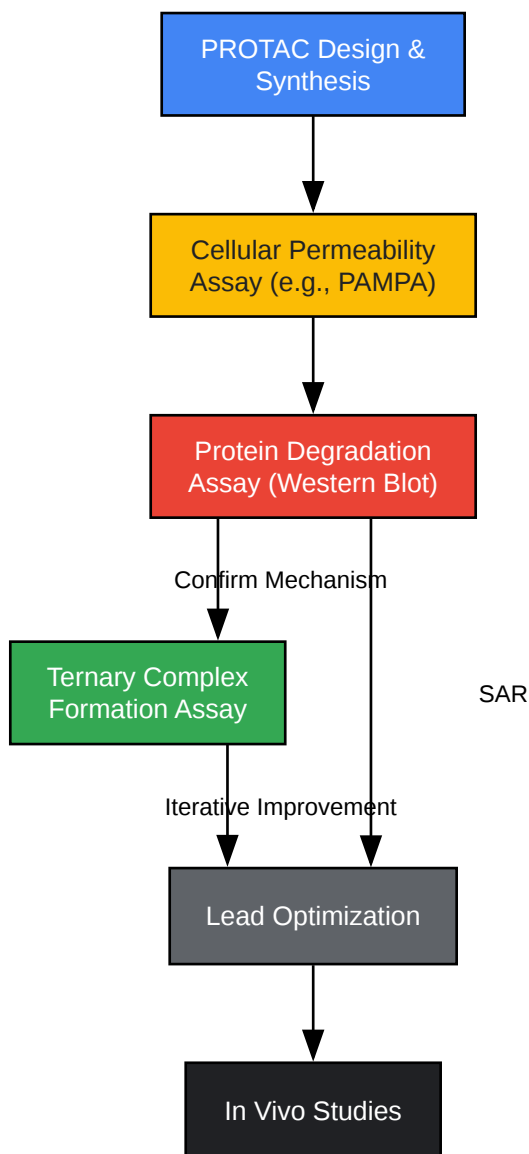 PROTAC Design &
Synthesis
Cellular Permeability
Assay (e.g., PAMPA)
Protein Degradation
Assay (Western Blot)
Confirm Mechanism
Ternary Complex
Formation Assay
SAR
Iterative Improvement
Lead Optimization
In Vivo Studies